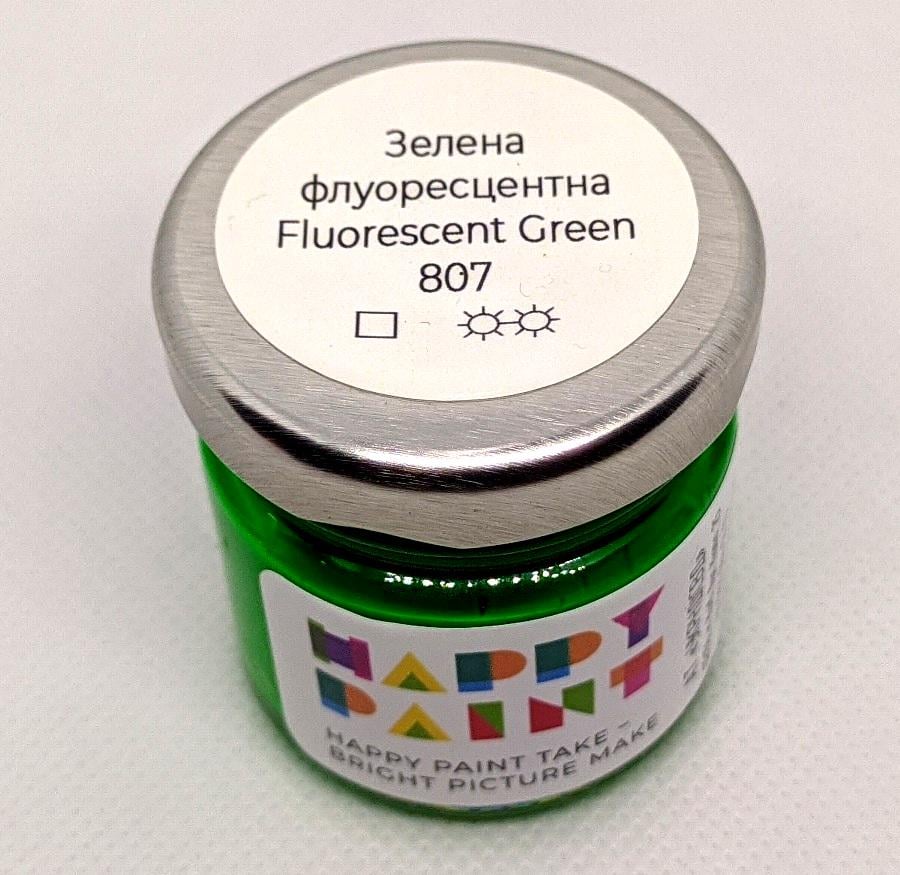 Зелена
флуоресцентна
Fluorescent Green
807
HAPPY
PAINT
HAPPY PAINT TAKE –
BRIGHT PICTURE MAKE